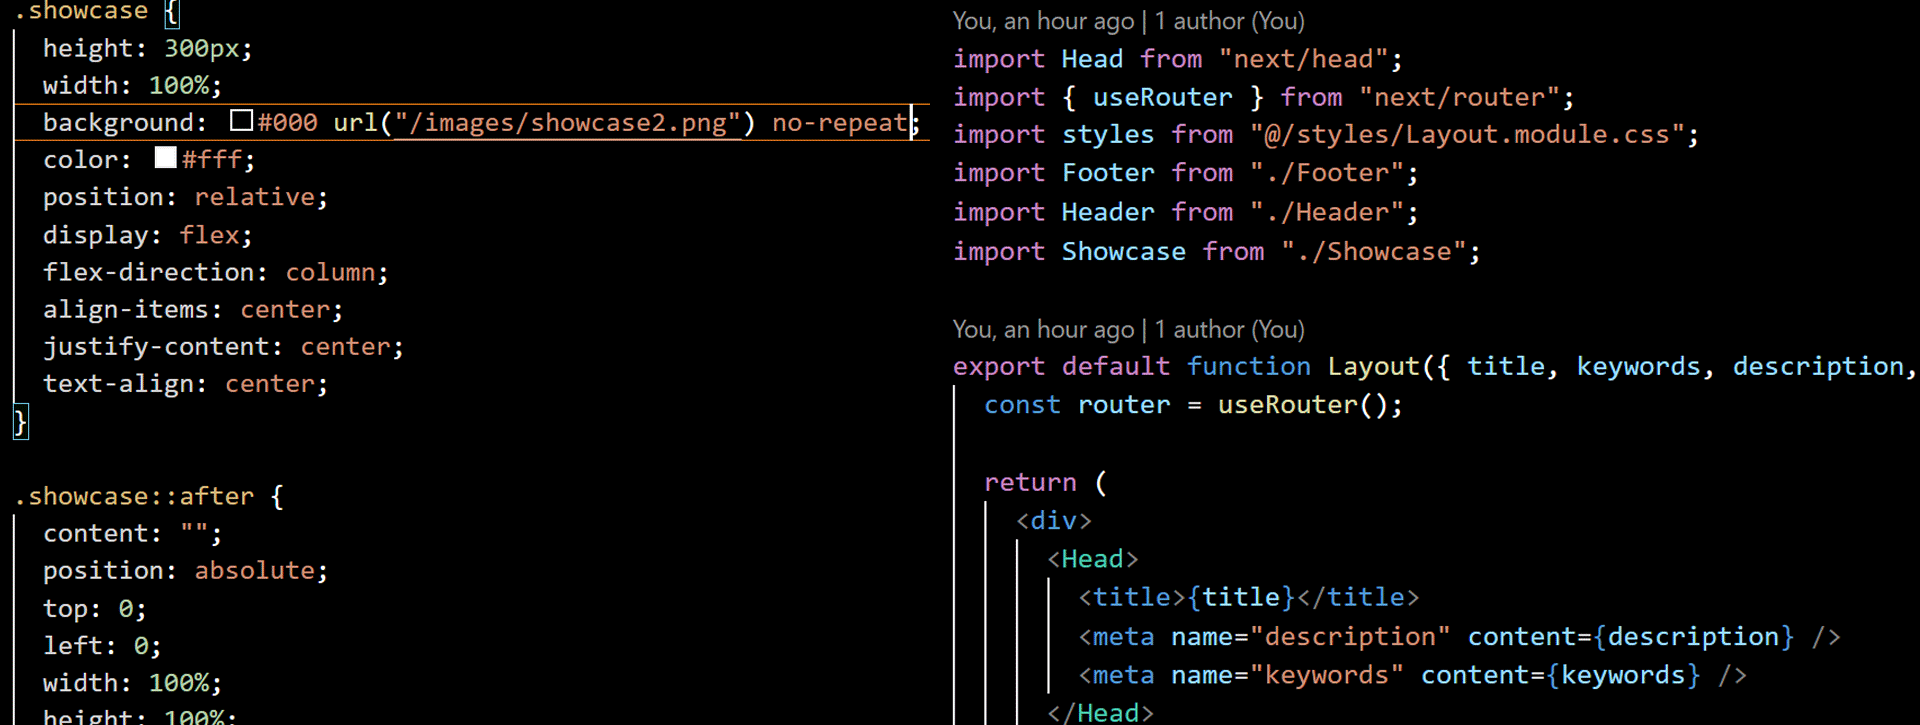 .showcase {
  height: 300px;
  width: 100%;
  background: #000 url("/images/showcase2.png") no-repeat;
  color: #fff;
  position: relative;
  display: flex;
  flex-direction: column;
  align-items: center;
  justify-content: center;
  text-align: center;
}
.showcase::after {
  content: "";
  position: absolute;
  top: 0;
  left: 0;
  width: 100%;
  height: 100%;
You, an hour ago | 1 author (You)
import Head from "next/head";
import { useRouter } from "next/router";
import styles from "@/styles/Layout.module.css";
import Footer from "./Footer";
import Header from "./Header";
import Showcase from "./Showcase";
You, an hour ago | 1 author (You)
export default function Layout({ title, keywords, description,
  const router = useRouter();
  return (
    <div>
      <Head>
        <title>{title}</title>
        <meta name="description" content={description} />
        <meta name="keywords" content={keywords} />
      </Head>